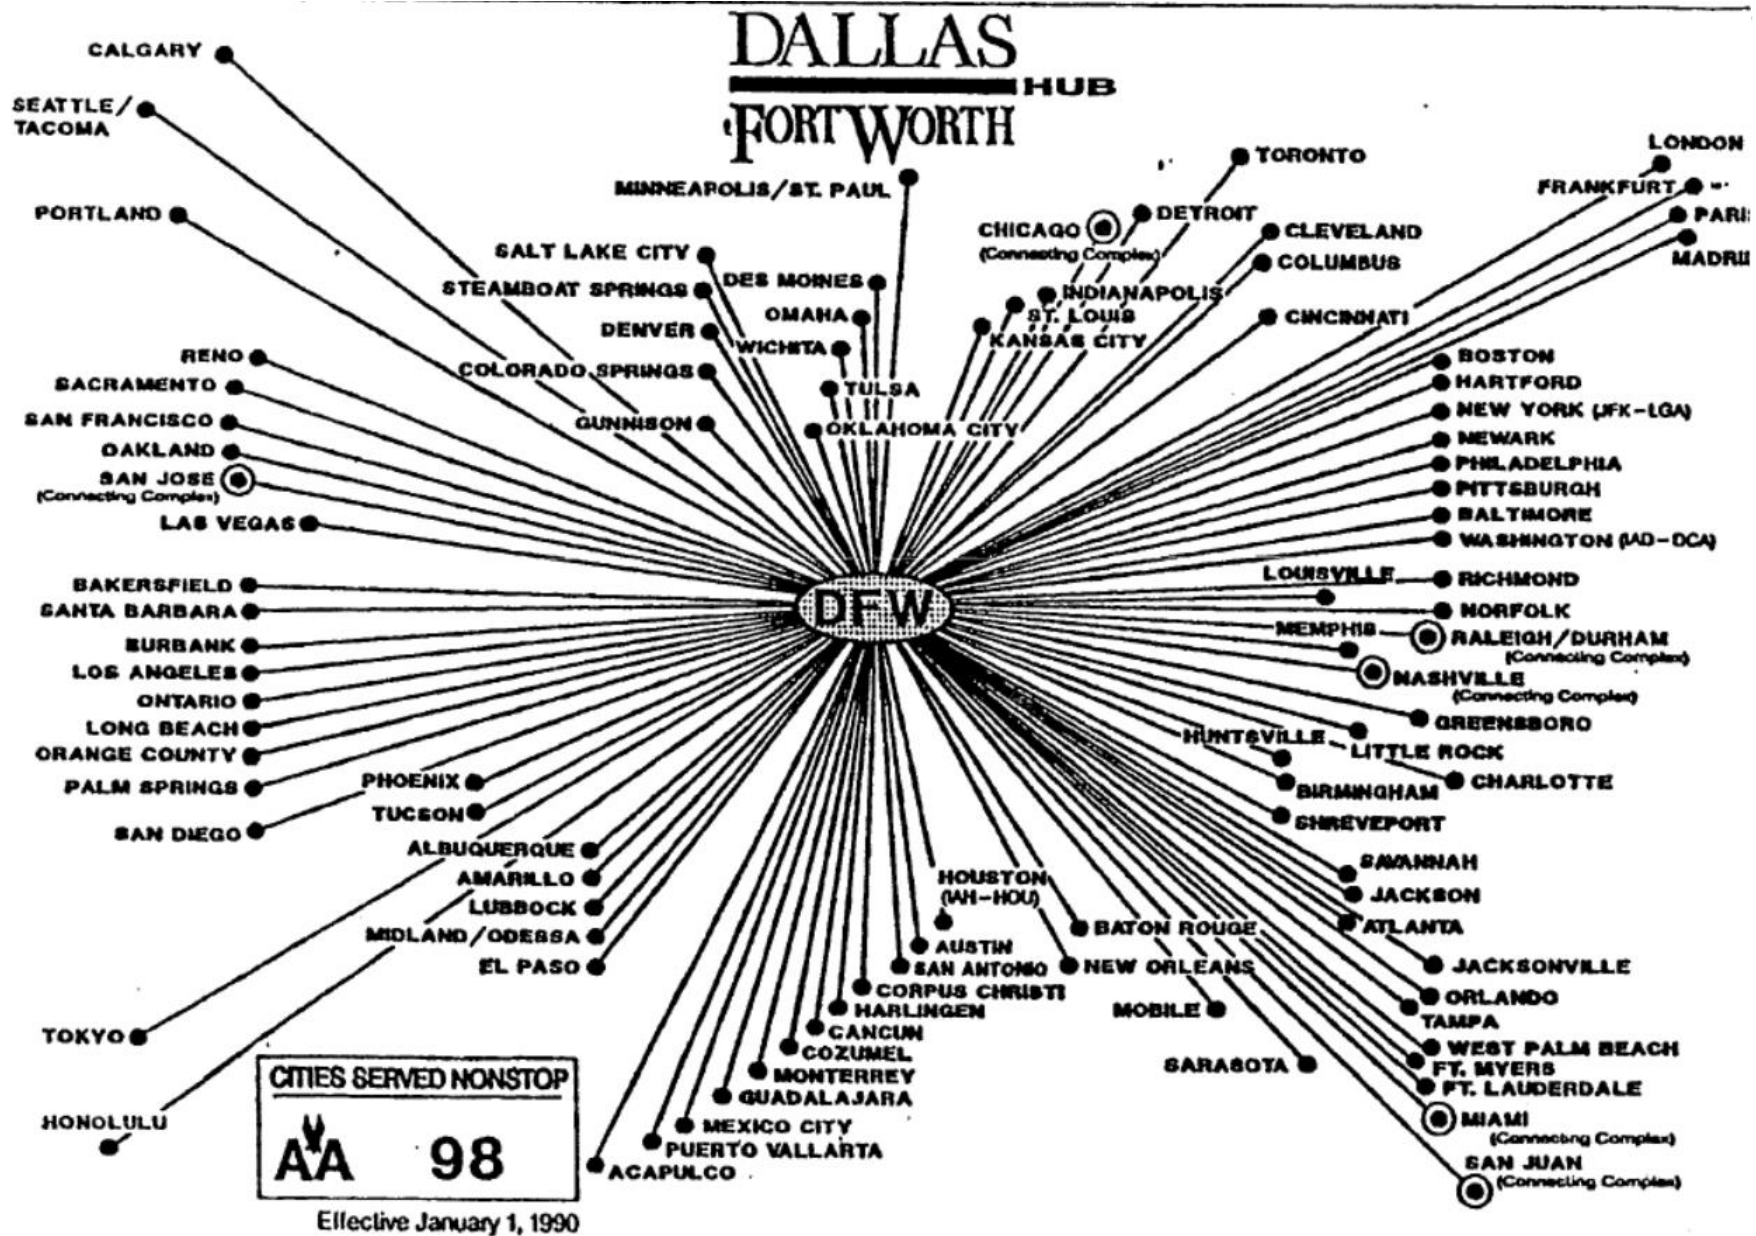 DALLAS
HUB
FORT WORTH
CALGARY
SEATTLE/
TACOMA
PORTLAND
MINNEAPOLIS/ST. PAUL
SALT LAKE CITY
STEAMBOAT SPRINGS
DENVER
COLORADO SPRINGS
GUNNISON
DES MOINES
OMAHA
WICHITA
TULSA
OKLAHOMA CITY
CHICAGO
(Connecting Complex)
TORONTO
DETROIT
CLEVELAND
COLUMBUS
INDIANAPOLIS
ST. LOUIS
KANSAS CITY
CINCINNATI
LONDON
FRANKFURT
PARI
MADRI
RENO
SACRAMENTO
SAN FRANCISCO
OAKLAND
SAN JOSE
(Connecting Complex)
LAS VEGAS
BOSTON
HARTFORD
NEW YORK (JFK-LGA)
NEWARK
PHILADELPHIA
PITTSBURGH
BALTIMORE
WASHINGTON (IAD-DCA)
LOUISVILLE
RICHMOND
NORFOLK
MEMPHIS
RALEIGH/DURHAM
(Connecting Complex)
NASHVILLE
(Connecting Complex)
GREENSBORO
HUNTSVILLE
LITTLE ROCK
CHARLOTTE
BIRMINGHAM
SHREVEPORT
DFW
BAKERSFIELD
SANTA BARBARA
BURBANK
LOS ANGELES
ONTARIO
LONG BEACH
ORANGE COUNTY
PALM SPRINGS
SAN DIEGO
PHOENIX
TUCSON
ALBUQUERQUE
AMARILLO
LUBBOCK
MIDLAND/ODESSA
EL PASO
TOKYO
HONOLULU
HOUSTON
(IAH-HOU)
AUSTIN
SAN ANTONIO
CORPUS CHRISTI
HARLINGEN
CANCUN
COZUMEL
MONTERREY
GUADALAJARA
MEXICO CITY
PUERTO VALLARTA
ACAPULCO
BATON ROUGE
NEW ORLEANS
MOBILE
SARASOTA
SAVANNAH
JACKSON
ATLANTA
JACKSONVILLE
ORLANDO
TAMPA
WEST PALM BEACH
FT. MYERS
FT. LAUDERDALE
MIAMI
(Connecting Complex)
SAN JUAN
(Connecting Complex)
CITIES SERVED NONSTOP
AA 98
Effective January 1, 1990